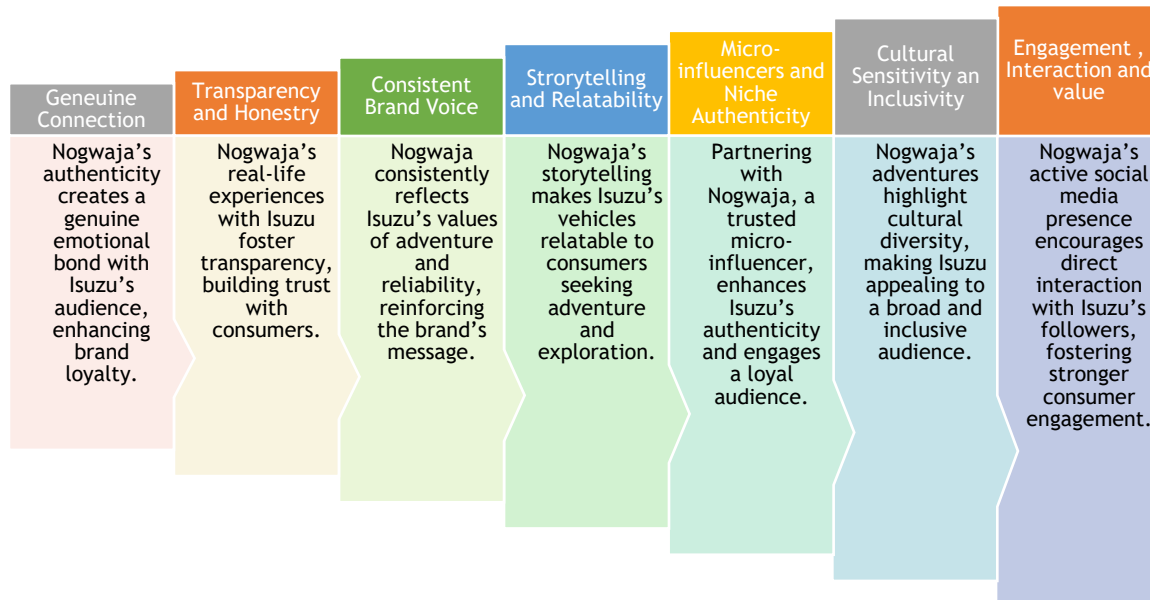 Geneuine
Connection
Nogwaja's
authenticity
creates a
genuine
emotional
bond with
Isuzu's
audience,
enhancing
brand
loyalty.
Transparency
and Honestry
Nogwaja's
real-life
experiences
with Isuzu
foster
transparency,
building trust
with
consumers.
Consistent
Brand Voice
Nogwaja
consistently
reflects
Isuzu's values
of adventure
and
reliability,
reinforcing
the brand's
message.
Strorytelling
and Relatability
Nogwaja's
storytelling
makes Isuzu's
vehicles
relatable to
consumers
seeking
adventure
and
exploration.
Micro-
influencers and
Niche
Authenticity
Partnering
with
Nogwaja, a
trusted
micro-
influencer,
enhances
Isuzu's
authenticity
and engages
a loyal
audience.
Cultural
Sensitivity an
Inclusivity
Nogwaja's
adventures
highlight
cultural
diversity,
making Isuzu
appealing to
a broad and
inclusive
audience.
Engagement ,
Interaction and
value
Nogwaja's
active social
media
presence
encourages
direct
interaction
with Isuzu's
followers,
fostering
stronger
consumer
engagement.